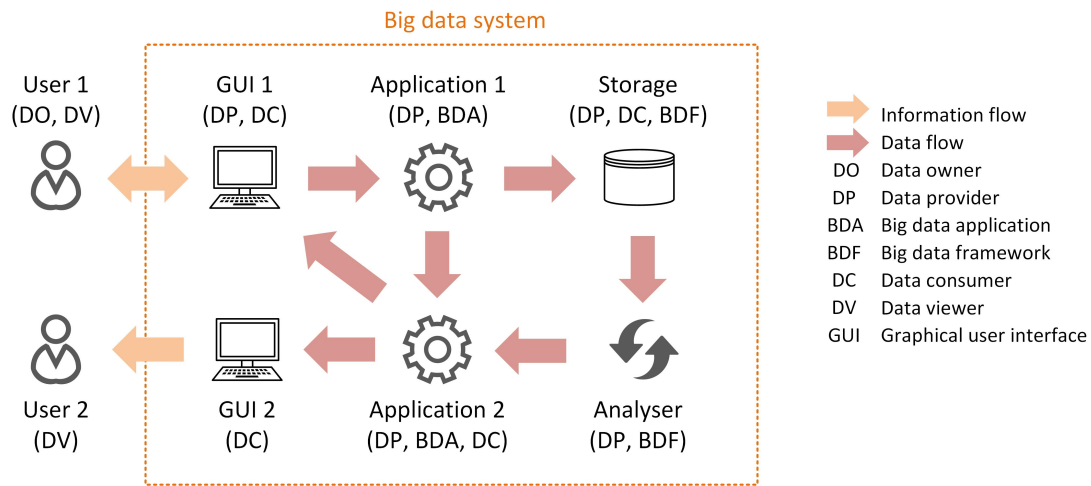 Big data system
User 1
(DO, DV)
GUI 1
(DP, DC)
Application 1
(DP, BDA)
Storage
(DP, DC, BDF)
User 2
(DV)
GUI 2
(DC)
Application 2
(DP, BDA, DC)
Analyser
(DP, BDF)
Information flow
Data flow
DO Data owner
DP Data provider
BDA Big data application
BDF Big data framework
DC Data consumer
DV Data viewer
GUI Graphical user interface